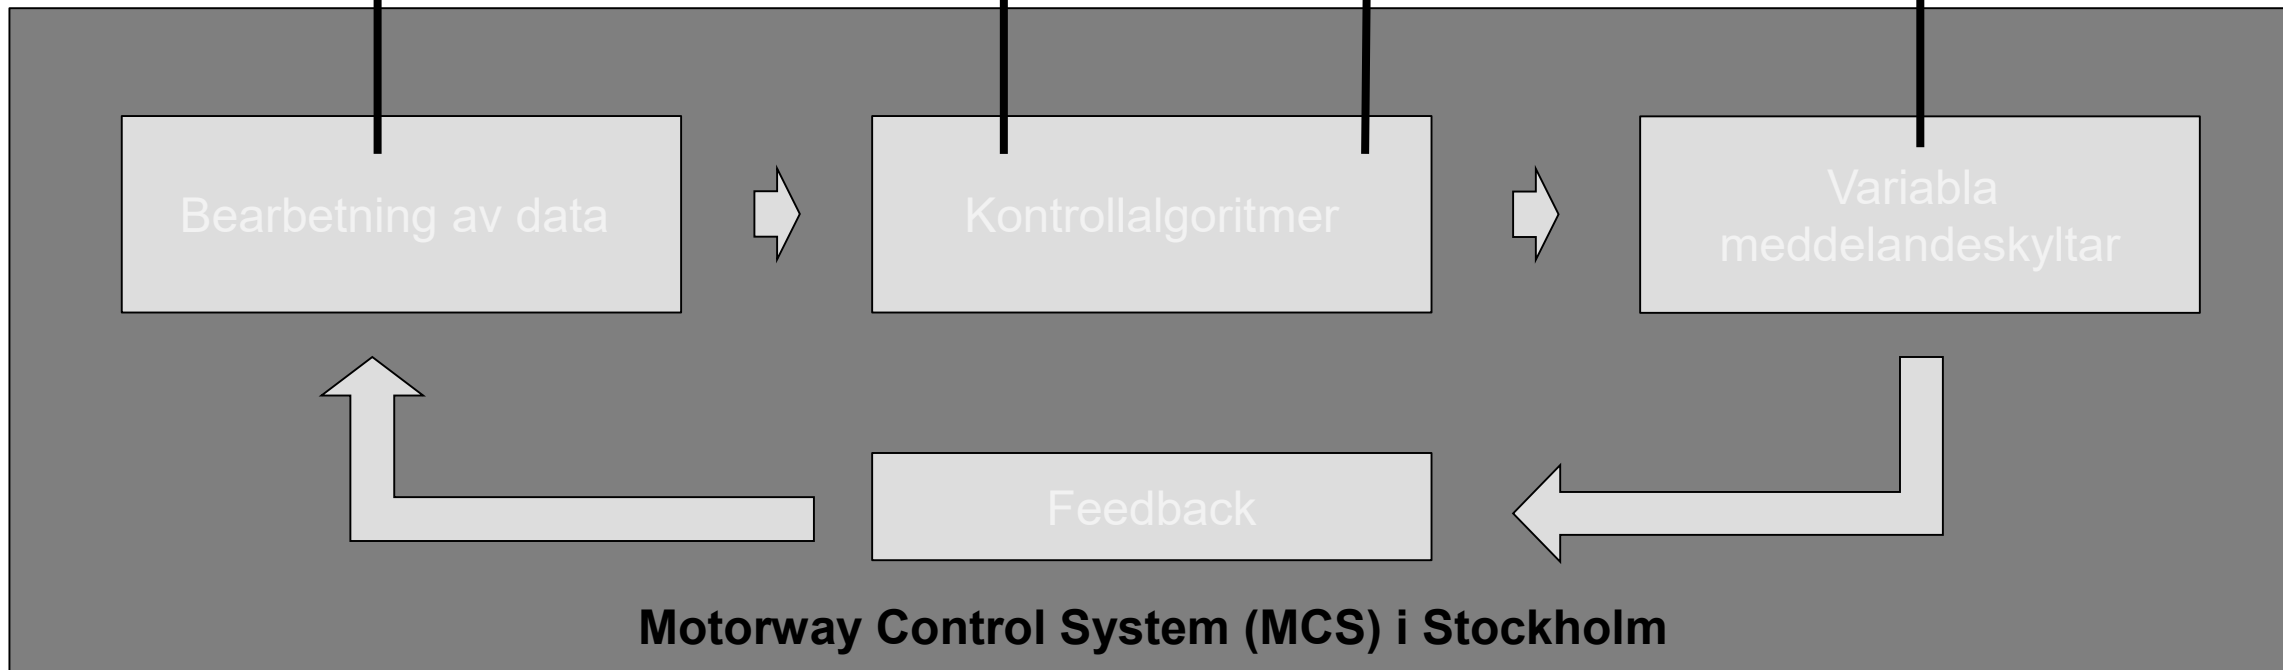 Bearbetning av data
Kontrollalgoritmer
Variabla
meddelandeskyltar
Feedback
Motorway Control System (MCS) i Stockholm